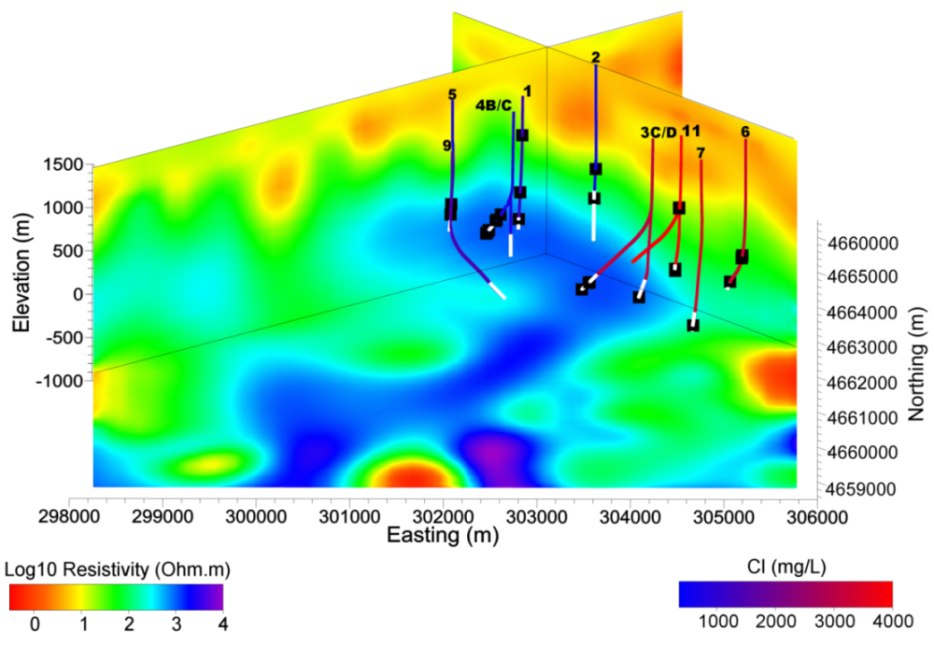 2
5
1
4B/C
3C/D
11
6
9
7
1500
1000
500
0
-500
-1000
Elevation (m)
4660000
4665000
4664000
4663000
4662000
4661000
4660000
4659000
Northing (m)
298000 299000 300000 301000 302000 303000 304000 305000 306000
Easting (m)
Log10 Resistivity (Ohm.m)
0 1 2 3 4
Cl (mg/L)
1000 2000 3000 4000